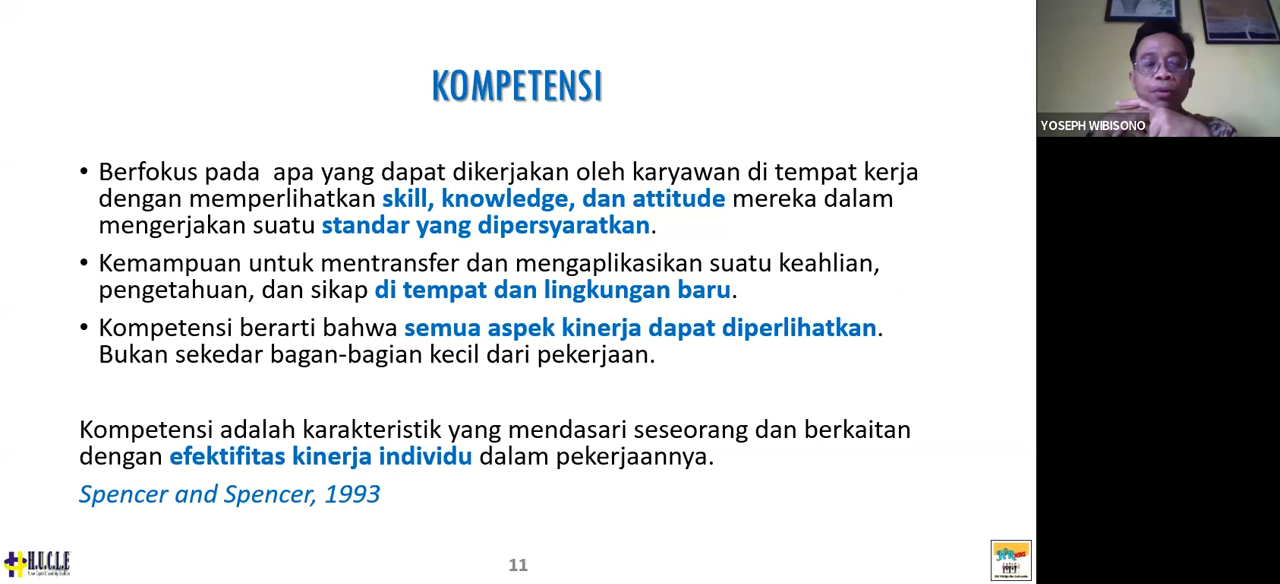 KOMPETENSI
YOSEPH WIBISONO
• Berfokus pada apa yang dapat dikerjakan oleh karyawan di tempat kerja
dengan memperlihatkan skill, knowledge, dan attitude mereka dalam
mengerjakan suatu standar yang dipersyaratkan.
• Kemampuan untuk mentransfer dan mengaplikasikan suatu keahlian,
pengetahuan, dan sikap di tempat dan lingkungan baru.
• Kompetensi berarti bahwa semua aspek kinerja dapat diperlihatkan.
Bukan sekedar bagan-bagian kecil dari pekerjaan.
Kompetensi adalah karakteristik yang mendasari seseorang dan berkaitan
dengan efektifitas kinerja individu dalam pekerjaannya.
Spencer and Spencer, 1993
H.U.C.L.E
11